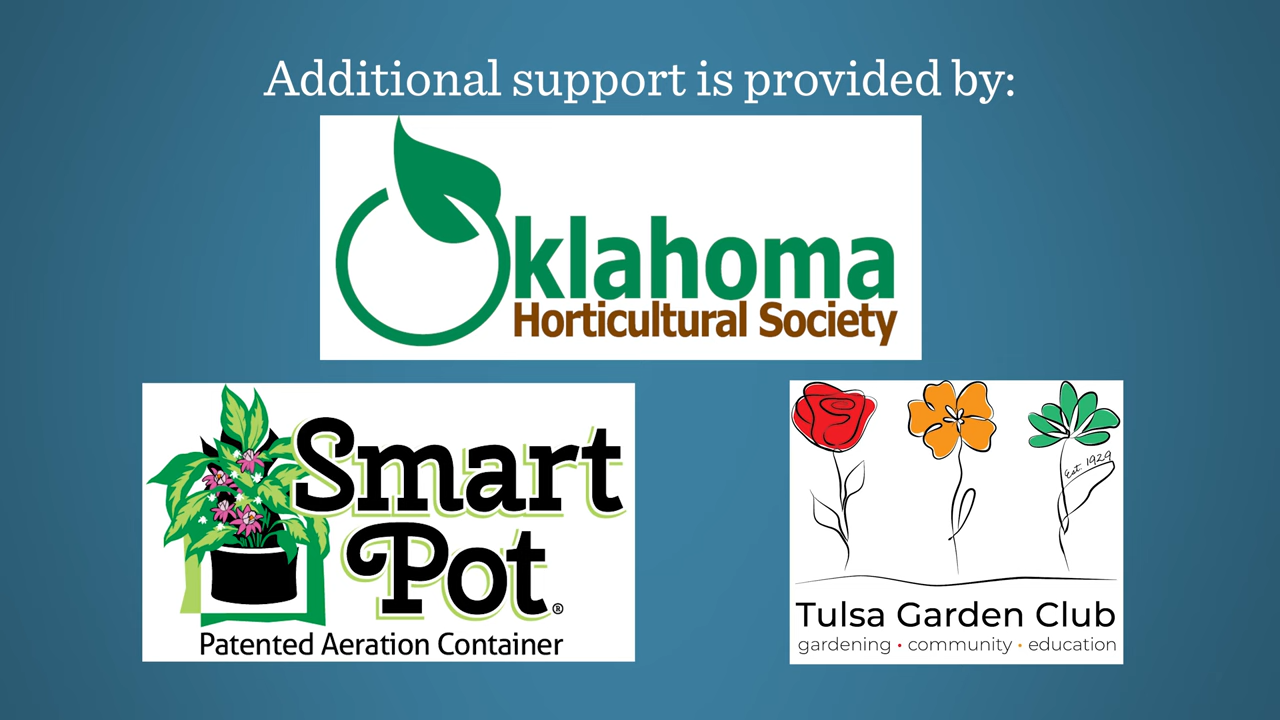 Additional support is provided by:
Oklahoma
Horticultural Society
Smart
Pot®
Patented Aeration Container
Est. 1929
Tulsa Garden Club
gardening • community • education